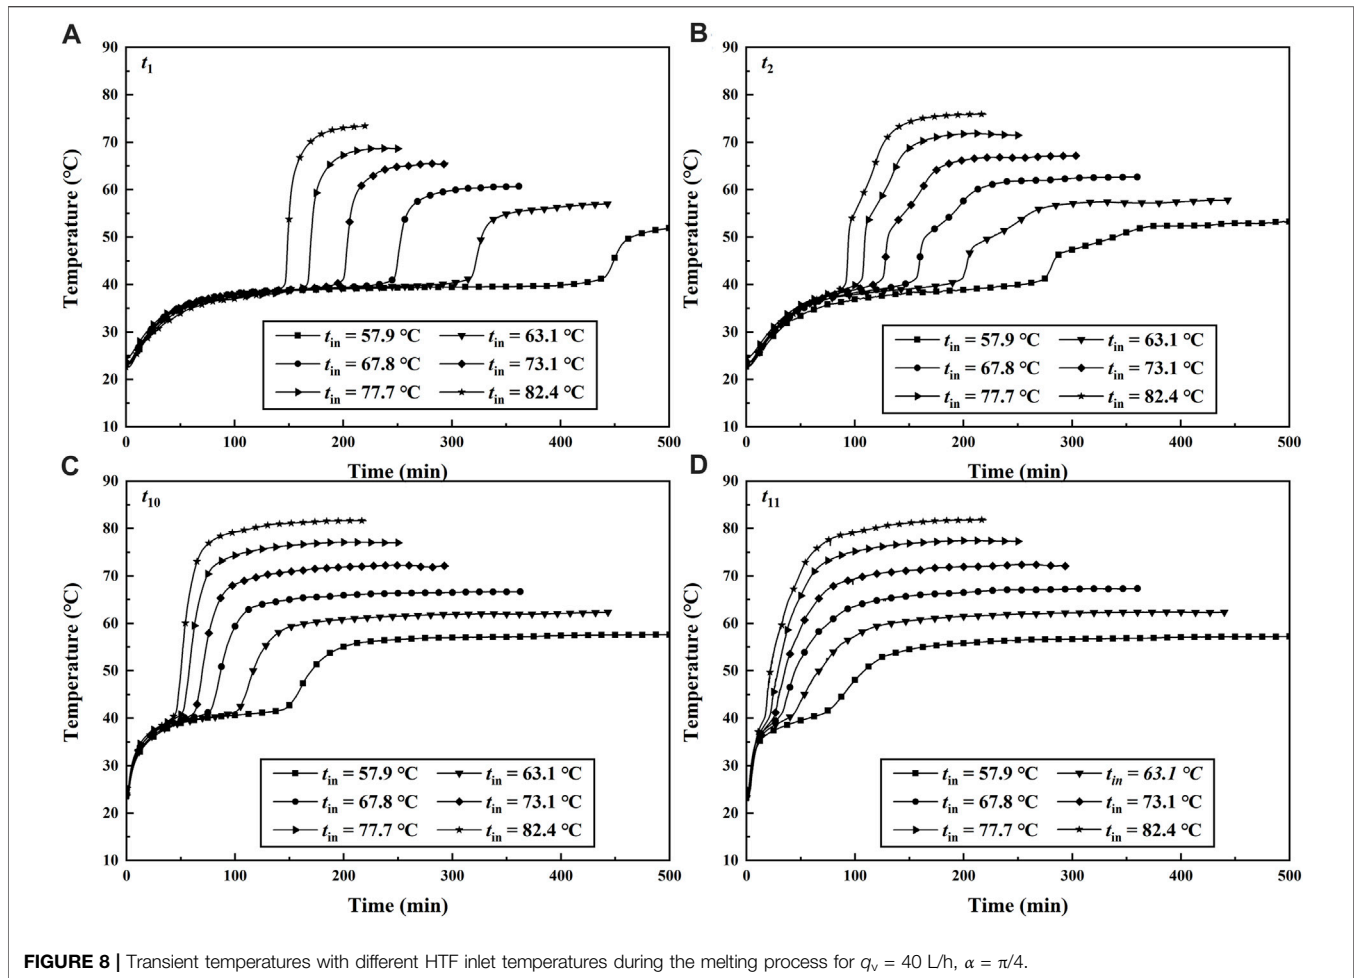 A
t1
90
80
70
60
50
40
30
20
10
Temperature (°C)
tin = 57.9 °C
tin = 63.1 °C
tin = 67.8 °C
tin = 73.1 °C
tin = 77.7 °C
tin = 82.4 °C
0
100
200
300
400
500
Time (min)
B
t2
90
80
70
60
50
40
30
20
10
Temperature (°C)
tin = 57.9 °C
tin = 63.1 °C
tin = 67.8 °C
tin = 73.1 °C
tin = 77.7 °C
tin = 82.4 °C
0
100
200
300
400
500
Time (min)
C
t10
90
80
70
60
50
40
30
20
10
Temperature (°C)
tin = 57.9 °C
tin = 63.1 °C
tin = 67.8 °C
tin = 73.1 °C
tin = 77.7 °C
tin = 82.4 °C
0
100
200
300
400
500
Time (min)
D
t11
90
80
70
60
50
40
30
20
10
Temperature (°C)
tin = 57.9 °C
tin = 63.1 °C
tin = 67.8 °C
tin = 73.1 °C
tin = 77.7 °C
tin = 82.4 °C
0
100
200
300
400
500
Time (min)
FIGURE 8 | Transient temperatures with different HTF inlet temperatures during the melting process for qv = 40 L/h, α = π/4.